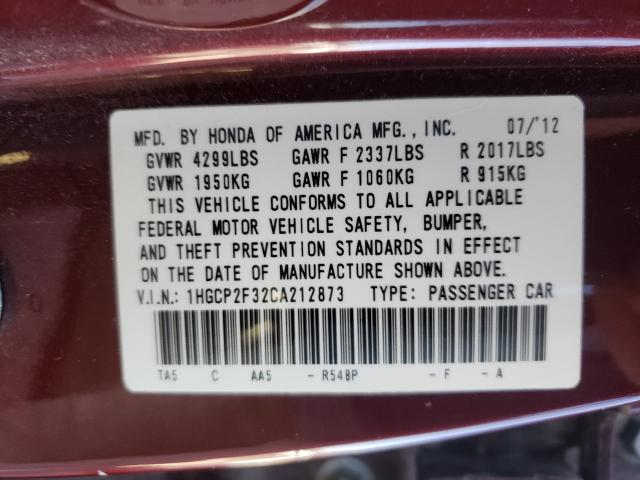 MFD. BY HONDA OF AMERICA MFG., INC. 07/'12
GVWR 4299LBS GAWR F 2337LBS R 2017LBS
GVWR 1950KG GAWR F 1060KG R 915KG
THIS VEHICLE CONFORMS TO ALL APPLICABLE
FEDERAL MOTOR VEHICLE SAFETY, BUMPER,
AND THEFT PREVENTION STANDARDS IN EFFECT
ON THE DATE OF MANUFACTURE SHOWN ABOVE.
V.I.N.: 1HGCP2F32CA212873 TYPE: PASSENGER CAR
TA5 C AA5 - R548P - F - A